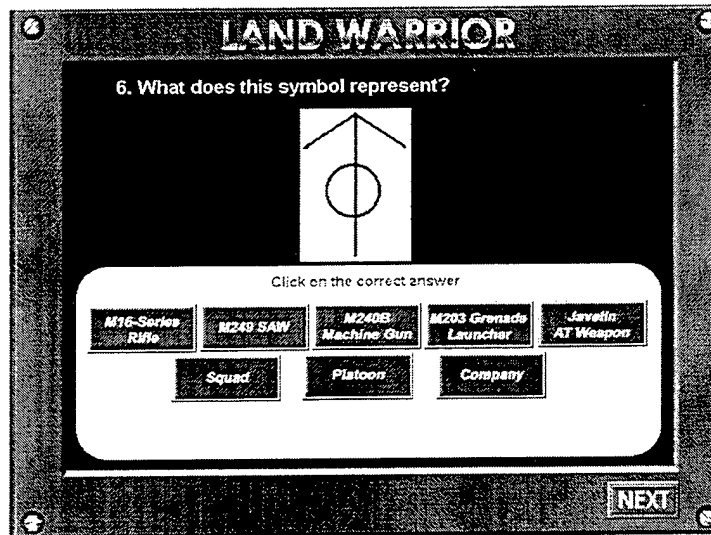 LAND WARRIOR
6. What does this symbol represent?
Click on the correct answer
M16-Series
Rifle
M249 SAW
M240B
Machine Gun
M203 Grenade
Launcher
Javelin
AT Weapon
Squad
Platoon
Company
NEXT